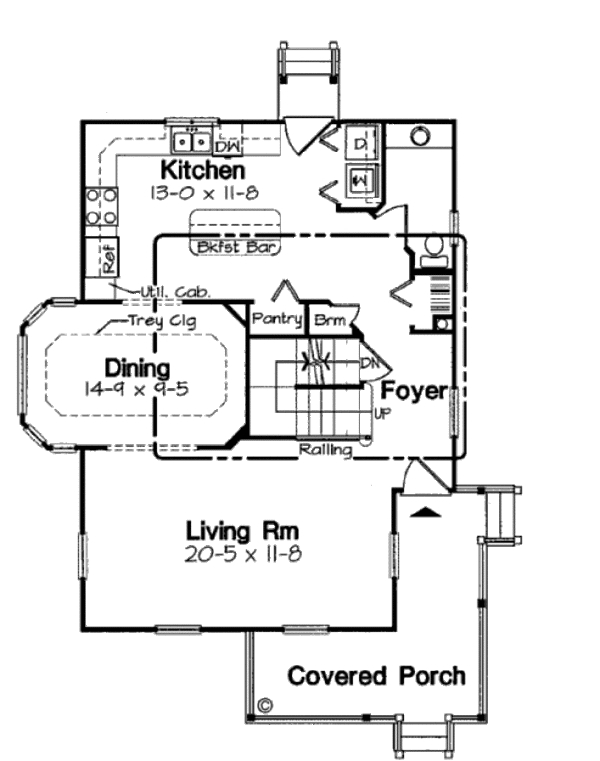 D
DW
Kitchen
13-0 x 11-8
W
Bkfst Bar
Ref
Util. Cab.
Trey Clg
Pantry
Brm
Dining
14-9 x 9-5
DN
Foyer
UP
Railing
Living Rm
20-5 x 11-8
Covered Porch
©